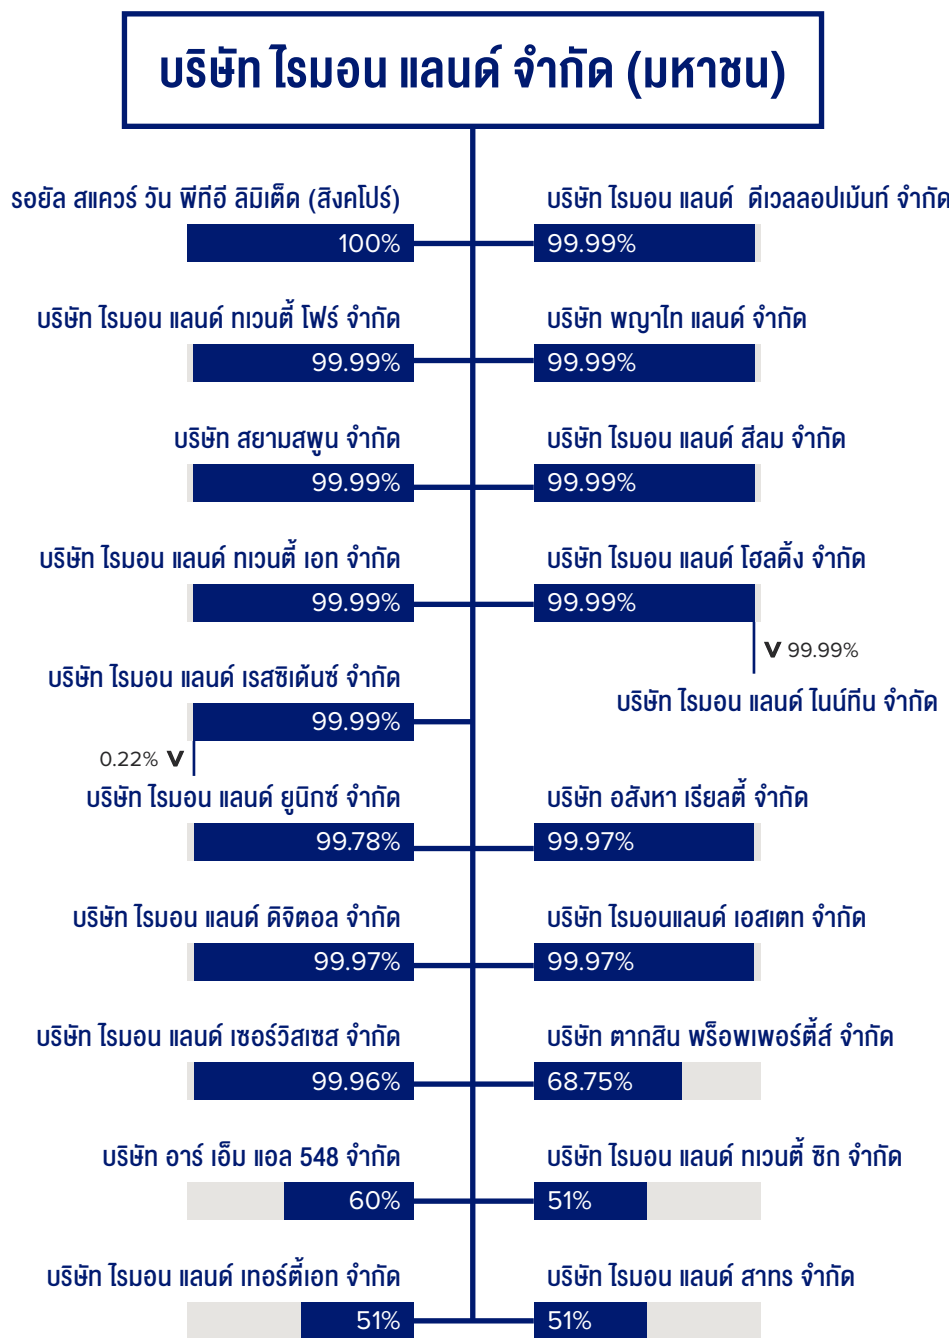 บริษัท ไรมอน แลนด์ จำกัด (มหาชน)
รอยัล สแควร์ วัน พีทีอี ลิมิเต็ด (สิงคโปร์)
100%
บริษัท ไรมอน แลนด์ ดีเวลลอปเม้นท์ จำกัด
99.99%
บริษัท ไรมอน แลนด์ ทเวนตี้ โฟร์ จำกัด
99.99%
บริษัท พญาไท แลนด์ จำกัด
99.99%
บริษัท สยามสพูน จำกัด
99.99%
บริษัท ไรมอน แลนด์ สีลม จำกัด
99.99%
บริษัท ไรมอน แลนด์ ทเวนตี้ เอท จำกัด
99.99%
บริษัท ไรมอน แลนด์ โฮลดิ้ง จำกัด
99.99%
99.99%
บริษัท ไรมอน แลนด์ ไนน์ทีน จำกัด
บริษัท ไรมอน แลนด์ เรสซิเด้นซ์ จำกัด
99.99%
0.22%
บริษัท ไรมอน แลนด์ ยูนิกซ์ จำกัด
99.78%
บริษัท อสังหา เรียลตี้ จำกัด
99.97%
บริษัท ไรมอน แลนด์ ดิจิตอล จำกัด
99.97%
บริษัท ไรมอนแลนด์ เอสเตท จำกัด
99.97%
บริษัท ไรมอน แลนด์ เซอร์วิสเซส จำกัด
99.96%
บริษัท ตากสิน พร็อพเพอร์ตี้ส์ จำกัด
68.75%
บริษัท อาร์ เอ็ม แอล 548 จำกัด
60%
บริษัท ไรมอน แลนด์ ทเวนตี้ ซิก จำกัด
51%
บริษัท ไรมอน แลนด์ เทอร์ตี้เอท จำกัด
51%
บริษัท ไรมอน แลนด์ สาทร จำกัด
51%